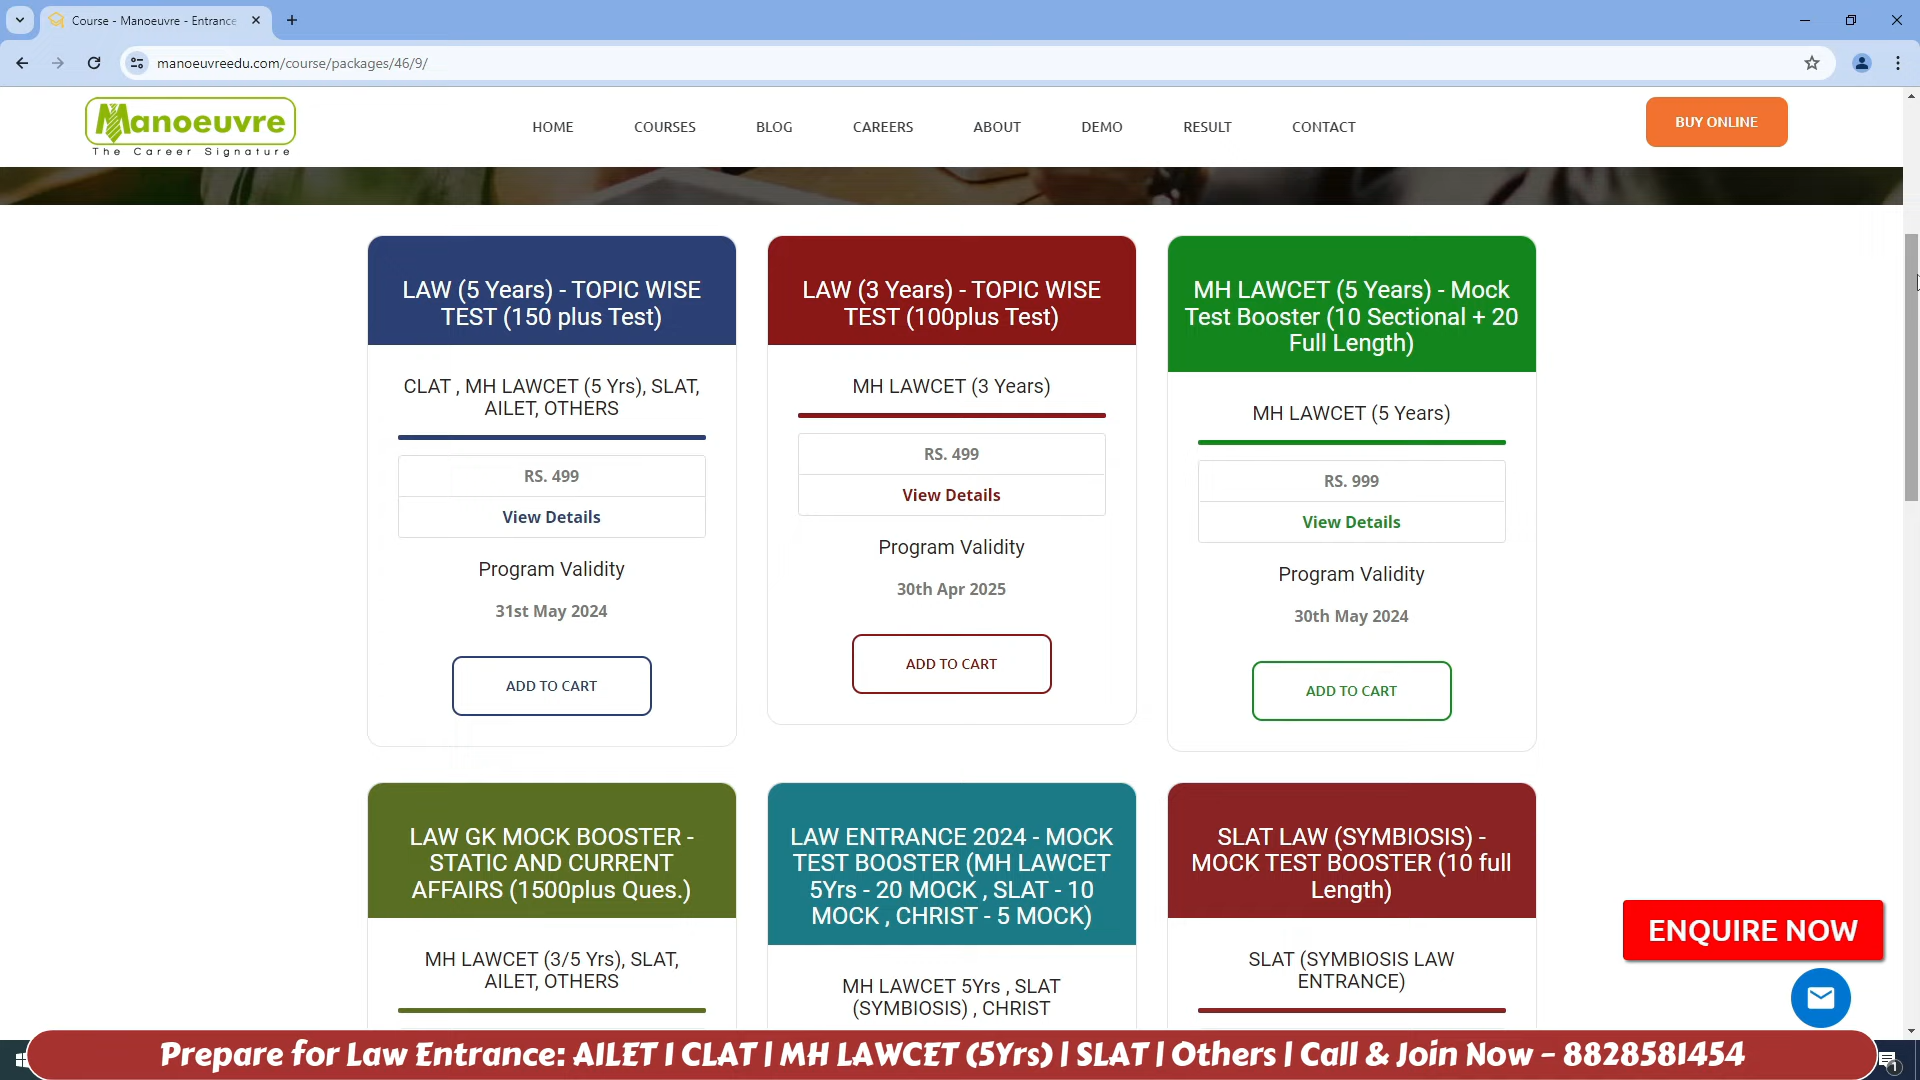 Course - Manoeuvre - Entrance
manoeuvreedu.com/course/packages/46/9/
Manoeuvre
The Career Signature
HOME
COURSES
BLOG
CAREERS
ABOUT
DEMO
RESULT
CONTACT
BUY ONLINE
LAW (5 Years) - TOPIC WISE
TEST (150 plus Test)
CLAT , MH LAWCET (5 Yrs), SLAT,
AILET, OTHERS
RS. 499
View Details
Program Validity
31st May 2024
ADD TO CART
LAW (3 Years) - TOPIC WISE
TEST (100plus Test)
MH LAWCET (3 Years)
RS. 499
View Details
Program Validity
30th Apr 2025
ADD TO CART
MH LAWCET (5 Years) - Mock
Test Booster (10 Sectional + 20
Full Length)
MH LAWCET (5 Years)
RS. 999
View Details
Program Validity
30th May 2024
ADD TO CART
LAW GK MOCK BOOSTER -
STATIC AND CURRENT
AFFAIRS (1500plus Ques.)
MH LAWCET (3/5 Yrs), SLAT,
AILET, OTHERS
LAW ENTRANCE 2024 - MOCK
TEST BOOSTER (MH LAWCET
5Yrs - 20 MOCK , SLAT - 10
MOCK , CHRIST - 5 MOCK)
MH LAWCET 5Yrs , SLAT
(SYMBIOSIS) , CHRIST
SLAT LAW (SYMBIOSIS) -
MOCK TEST BOOSTER (10 full
Length)
SLAT (SYMBIOSIS LAW
ENTRANCE)
ENQUIRE NOW
Prepare for Law Entrance: AILET | CLAT | MH LAWCET (5Yrs) | SLAT | Others | Call & Join Now - 8828581454
1